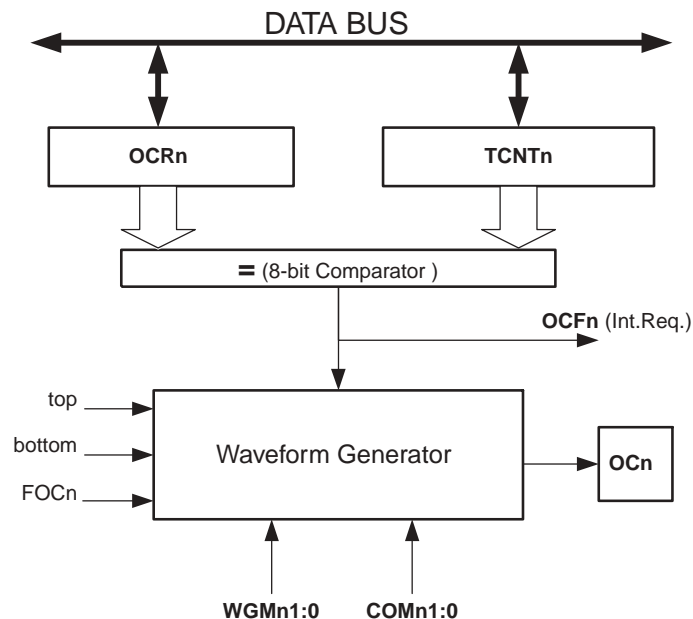 DATA BUS
OCRn
TCNTn
= (8-bit Comparator )
OCFn (Int.Req.)
top
bottom
FOCn
Waveform Generator
OCn
WGMn1:0
COMn1:0